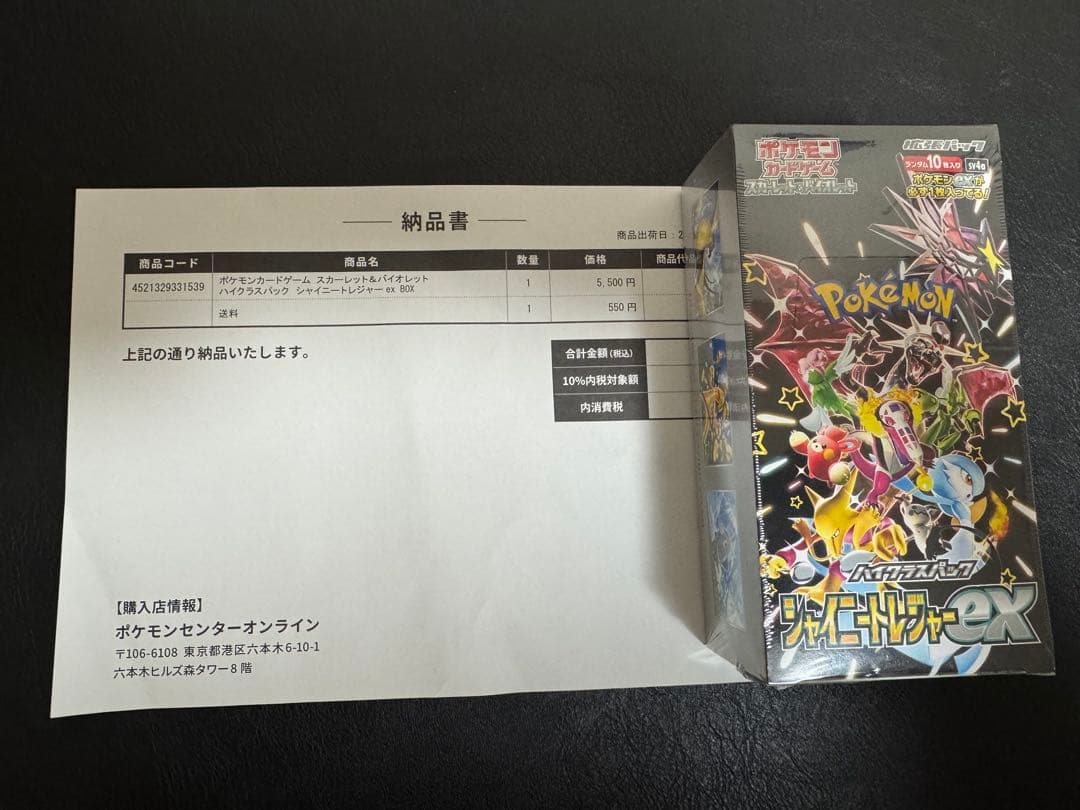 納品書
商品出荷日:2
商品コード 商品名 数量 価格 商品代
4521329331539 ポケモンカードゲーム スカーレット&バイオレット 1 5,500 円
ハイクラスパック シャイニートレジャー ex BOX
送料 1 550 円
上記の通り納品いたします。
合計金額(税込)
10%内税対象額
内消費税
【購入店情報】
ポケモンセンターオンライン
〒106-6108 東京都港区六本木6-10-1
六本木ヒルズ森タワー8階
ポケモン
カードゲーム
スカーレット&バイオレット
拡張パック
ランダム10枚入り sv4a
ポケモンexが
必ず1枚入ってる!
POKéMON
ハイクラスパック
シャイニートレジャーex